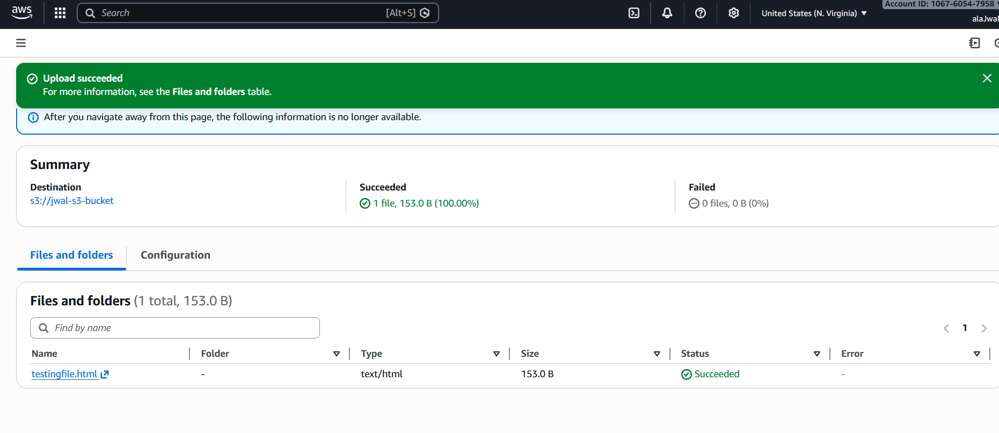 aws
Search [Alt+S]
United States (N. Virginia)
Account ID: 1067-6054-7958
alaJwal
Upload succeeded
For more information, see the Files and folders table.
After you navigate away from this page, the following information is no longer available.
Summary
Destination
s3://jwal-s3-bucket
Succeeded
1 file, 153.0 B (100.00%)
Failed
0 files, 0 B (0%)
Files and folders
Configuration
Files and folders (1 total, 153.0 B)
Find by name
1
Name Folder Type Size Status Error
testingfile.html - text/html 153.0 B Succeeded -